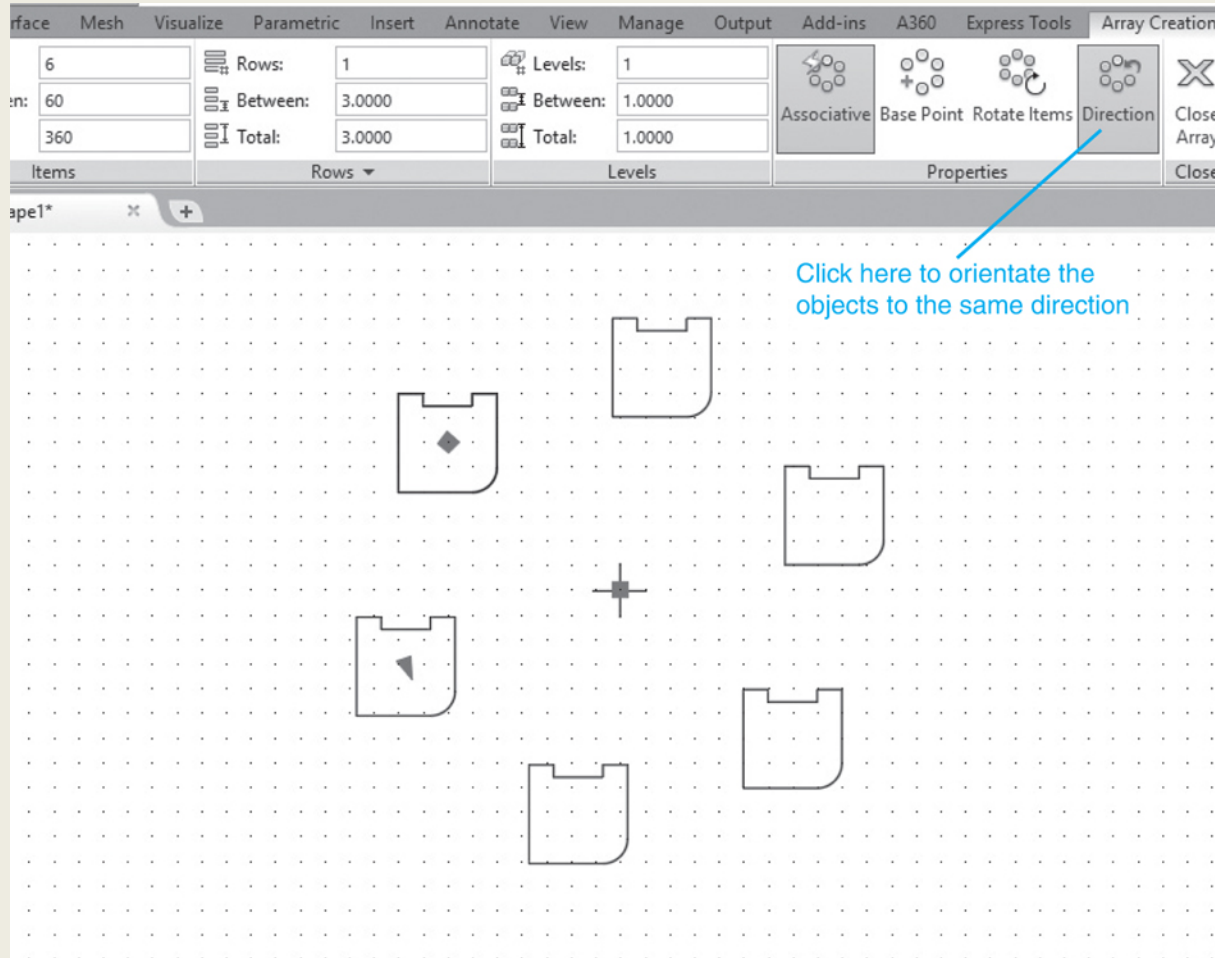 rface Mesh Visualize Parametric Insert Annotate View Manage Output Add-ins A360 Express Tools Array Creation
6 Rows: 1 Levels: 1
en: 60 Between: 3.0000 Between: 1.0000
360 Total: 3.0000 Total: 1.0000
Associative Base Point Rotate Items Direction Close
Array
Items Rows Levels Properties Close
ape1*
Click here to orientate the
objects to the same direction